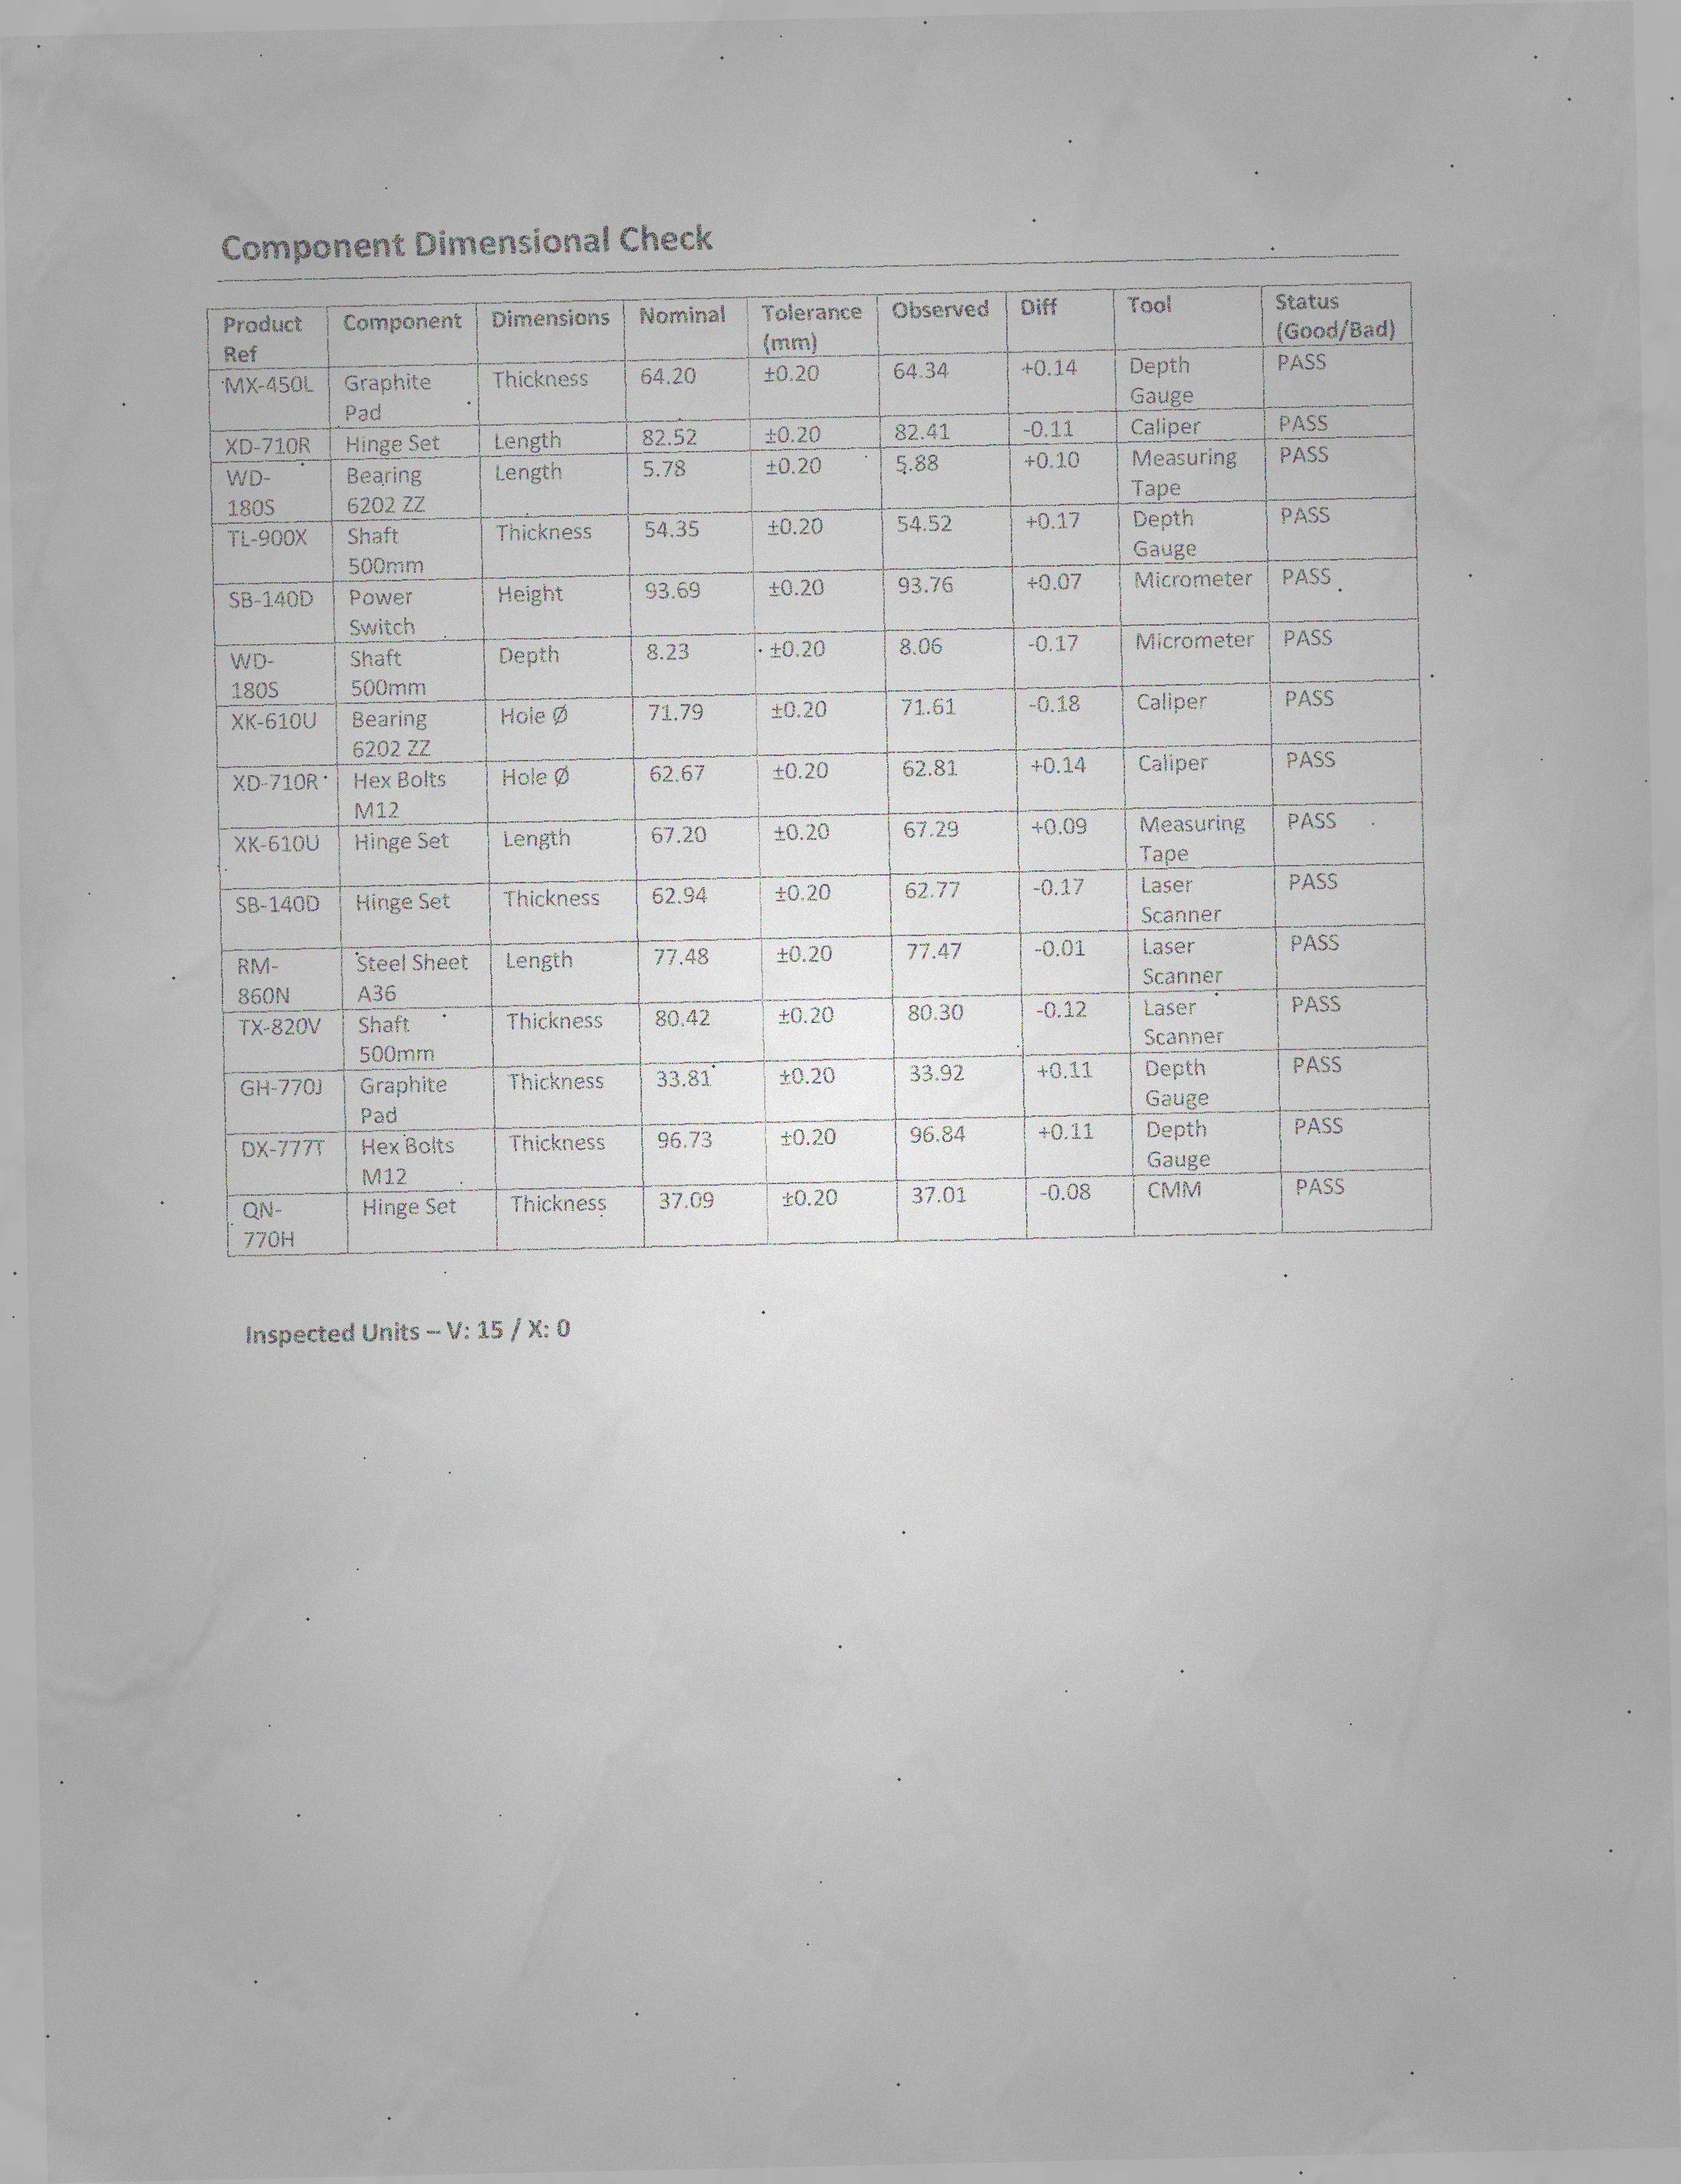 Component Dimensional Check
Product Ref | Component | Dimensions | Nominal | Tolerance (mm) | Observed | Diff | Tool | Status (Good/Bad)
MX-450L | Graphite Pad | Thickness | 64.20 | ±0.20 | 64.34 | +0.14 | Depth Gauge | PASS
XD-710R | Hinge Set | Length | 82.52 | ±0.20 | 82.41 | -0.11 | Caliper | PASS
WD-180S | Bearing 6202 ZZ | Length | 5.78 | ±0.20 | 5.88 | +0.10 | Measuring Tape | PASS
TL-900X | Shaft 500mm | Thickness | 54.35 | ±0.20 | 54.52 | +0.17 | Depth Gauge | PASS
SB-140D | Power Switch | Height | 93.69 | ±0.20 | 93.76 | +0.07 | Micrometer | PASS
WD-180S | Shaft 500mm | Depth | 8.23 | ±0.20 | 8.06 | -0.17 | Micrometer | PASS
XK-610U | Bearing 6202 ZZ | Hole Ø | 71.79 | ±0.20 | 71.61 | -0.18 | Caliper | PASS
XD-710R | Hex Bolts M12 | Hole Ø | 62.67 | ±0.20 | 62.81 | +0.14 | Caliper | PASS
XK-610U | Hinge Set | Length | 67.20 | ±0.20 | 67.29 | +0.09 | Measuring Tape | PASS
SB-140D | Hinge Set | Thickness | 62.94 | ±0.20 | 62.77 | -0.17 | Laser Scanner | PASS
RM-860N | Steel Sheet A36 | Length | 77.48 | ±0.20 | 77.47 | -0.01 | Laser Scanner | PASS
TX-820V | Shaft 500mm | Thickness | 80.42 | ±0.20 | 80.30 | -0.12 | Laser Scanner | PASS
GH-770J | Graphite Pad | Thickness | 33.81 | ±0.20 | 33.92 | +0.11 | Depth Gauge | PASS
DX-777T | Hex Bolts M12 | Thickness | 96.73 | ±0.20 | 96.84 | +0.11 | Depth Gauge | PASS
QN-770H | Hinge Set | Thickness | 37.09 | ±0.20 | 37.01 | -0.08 | CMM | PASS
Inspected Units – V: 15 / X: 0